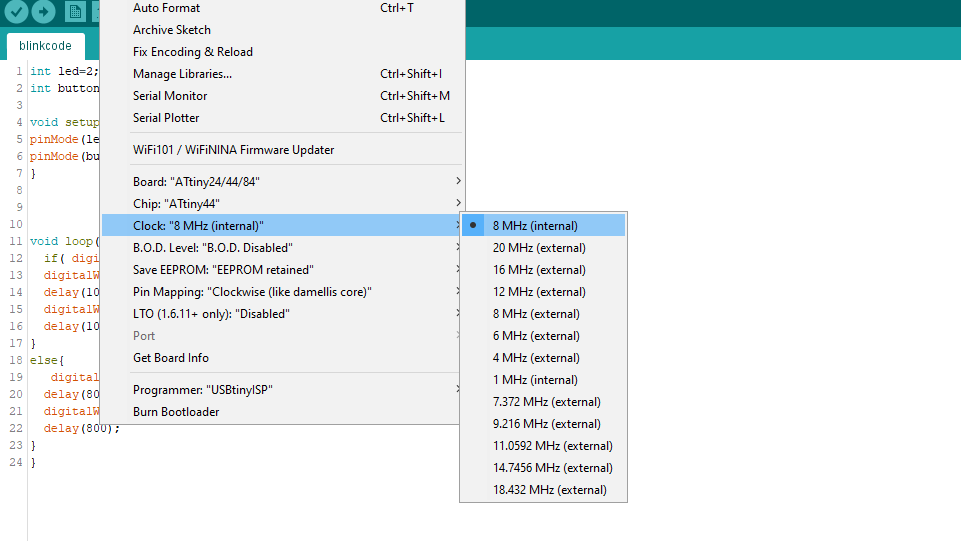 Auto Format Ctrl+T
Archive Sketch
blinkcode
Fix Encoding & Reload
Manage Libraries... Ctrl+Shift+I
Serial Monitor Ctrl+Shift+M
Serial Plotter Ctrl+Shift+L
WiFi101 / WiFiNINA Firmware Updater
Board: "ATtiny24/44/84"
Chip: "ATtiny44"
Clock: "8 MHz (internal)"
B.O.D. Level: "B.O.D. Disabled"
Save EEPROM: "EEPROM retained"
Pin Mapping: "Clockwise (like damellis core)"
LTO (1.6.11+ only): "Disabled"
Port
Get Board Info
Programmer: "USBtinyISP"
Burn Bootloader
8 MHz (internal)
20 MHz (external)
16 MHz (external)
12 MHz (external)
8 MHz (external)
6 MHz (external)
4 MHz (external)
1 MHz (internal)
7.372 MHz (external)
9.216 MHz (external)
11.0592 MHz (external)
14.7456 MHz (external)
18.432 MHz (external)
1 int led=2;
2 int button
3
4 void setup
5 pinMode(le
6 pinMode(bu
7 }
8
9
10
11 void loop(
12 if( digi
13 digitalW
14 delay(10
15 digitalW
16 delay(10
17 }
18 else{
19 digital
20 delay(80
21 digitalW
22 delay(800);
23 }
24 }